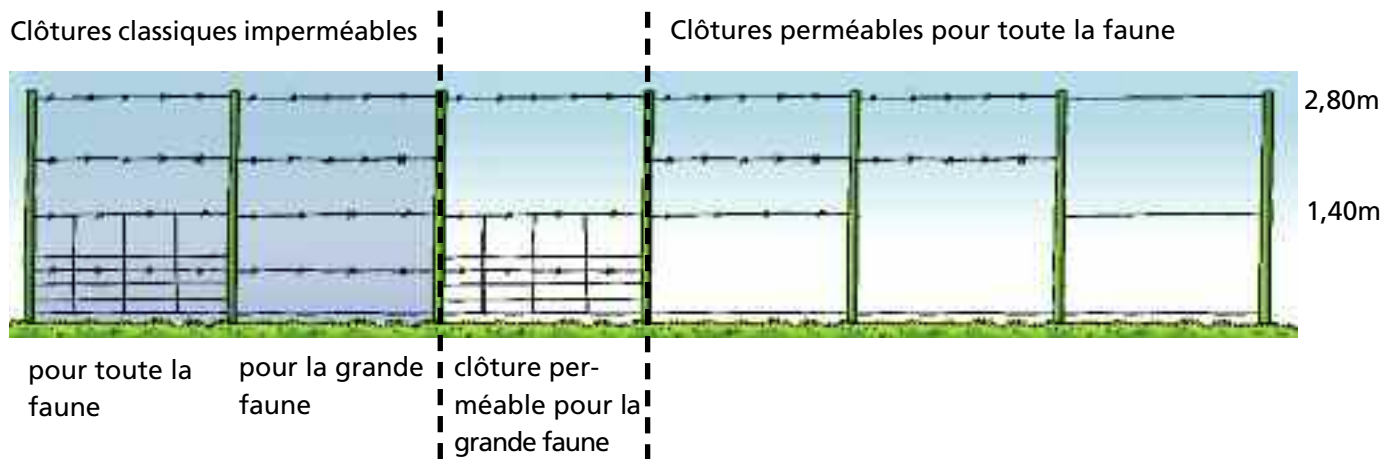 Clôtures classiques imperméables
Clôtures perméables pour toute la faune
2,80m
1,40m
pour toute la
faune
pour la grande
faune
clôture per-
méable pour la
grande faune